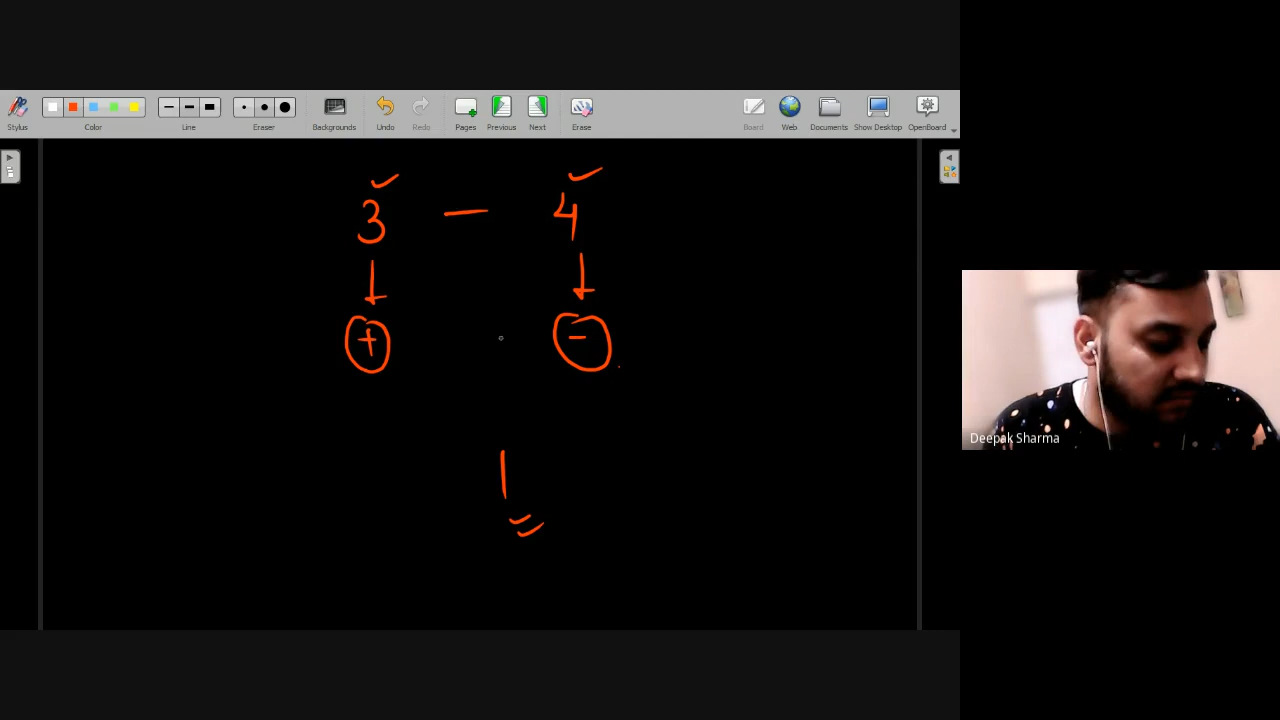 Stylus Color Line Eraser Backgrounds Undo Redo Pages Previous Next Erase Board Web Documents Show Desktop OpenBoard
3 − 4
+ −
1
Deepak Sharma